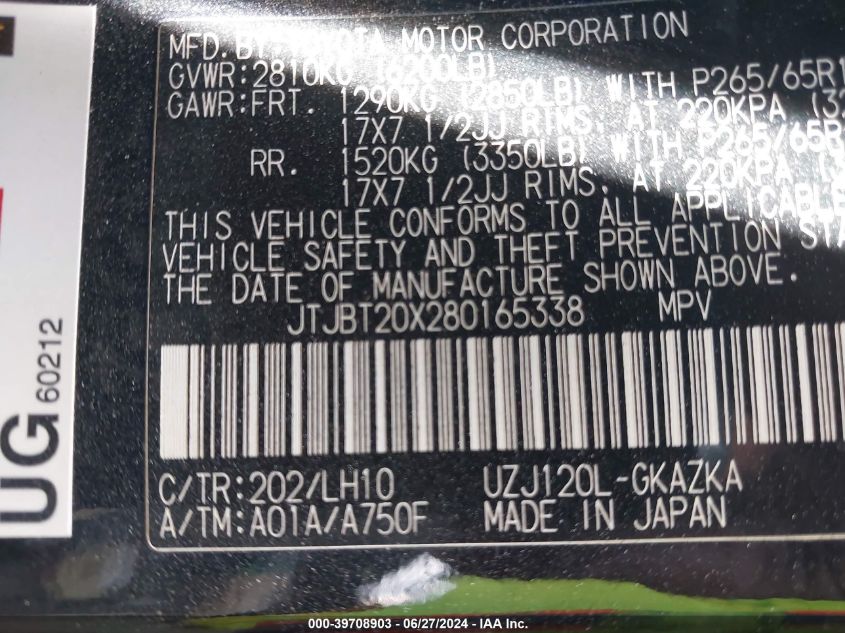 MFD.BY TOYOTA MOTOR CORPORATION
GVWR:2810KG (6200LB)
GAWR:FRT. 1290KG (2850LB) WITH P265/65R1
17X7 1/2JJ RIMS, AT 220KPA (32
RR. 1520KG (3350LB) WITH P265/65R
17X7 1/2JJ RIMS, AT 220KPA (3
THIS VEHICLE CONFORMS TO ALL APPLICABLE
VEHICLE SAFETY AND THEFT PREVENTION STA
THE DATE OF MANUFACTURE SHOWN ABOVE.
JTJBT20X280165338 MPV
C/TR:202/LH10 UZJ120L-GKAZKA
A/TM:A01A/A750F MADE IN JAPAN
UG 60212
000-39708903 - 06/27/2024 - IAA Inc.